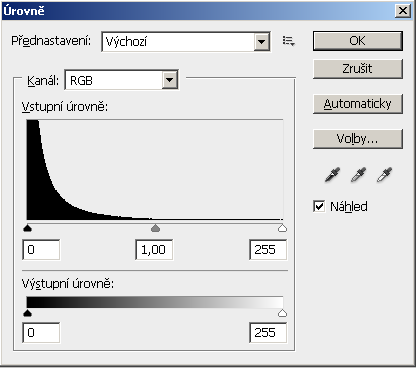 Úrovně
Přednastavení: Výchozí
OK
Zrušit
Automaticky
Volby...
Náhled
Kanál: RGB
Vstupní úrovně:
0 1,00 255
Výstupní úrovně:
0 255